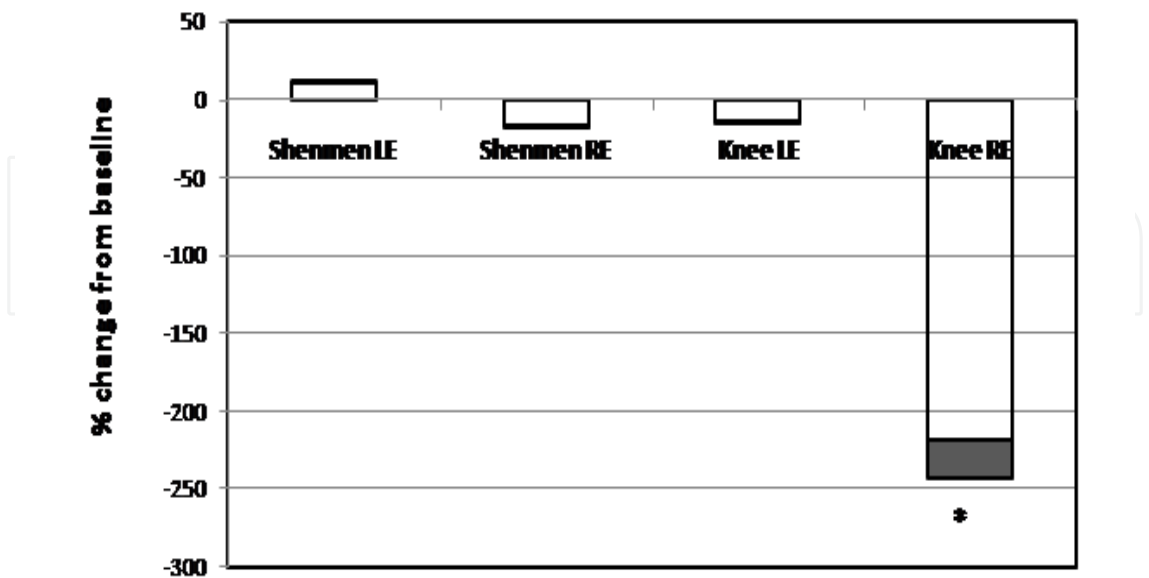 50
0
Shenmen LE
Shenmen RE
Knee LE
Knee RE
-50
-100
-150
-200
-250
*
-300
% change from baseline